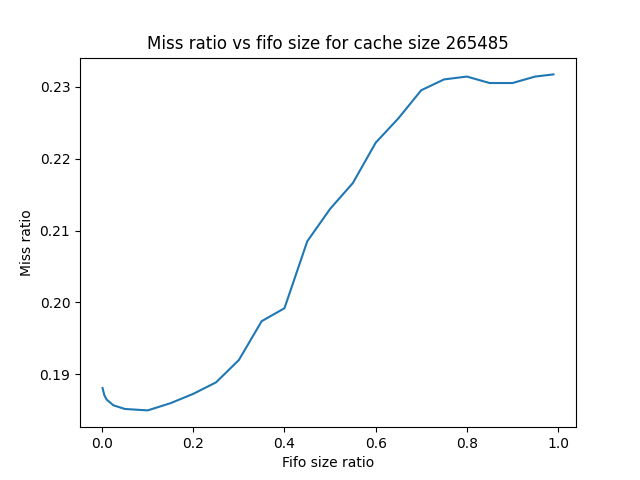 Miss ratio vs fifo size for cache size 265485
0.23
0.22
0.21
0.20
0.19
Miss ratio
0.0 0.2 0.4 0.6 0.8 1.0
Fifo size ratio